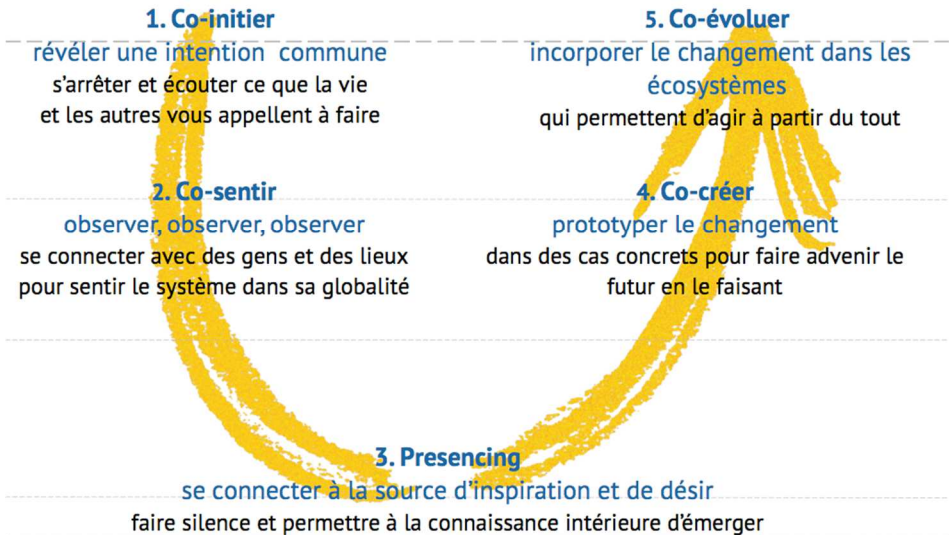 1. Co-initier
révéler une intention commune
s'arrêter et écouter ce que la vie
et les autres vous appellent à faire
2. Co-sentir
observer, observer, observer
se connecter avec des gens et des lieux
pour sentir le système dans sa globalité
3. Presencing
se connecter à la source d'inspiration et de désir
faire silence et permettre à la connaissance intérieure d'émerger
4. Co-créer
prototyper le changement
dans des cas concrets pour faire advenir le
futur en le faisant
5. Co-évoluer
incorporer le changement dans les
écosystèmes
qui permettent d'agir à partir du tout